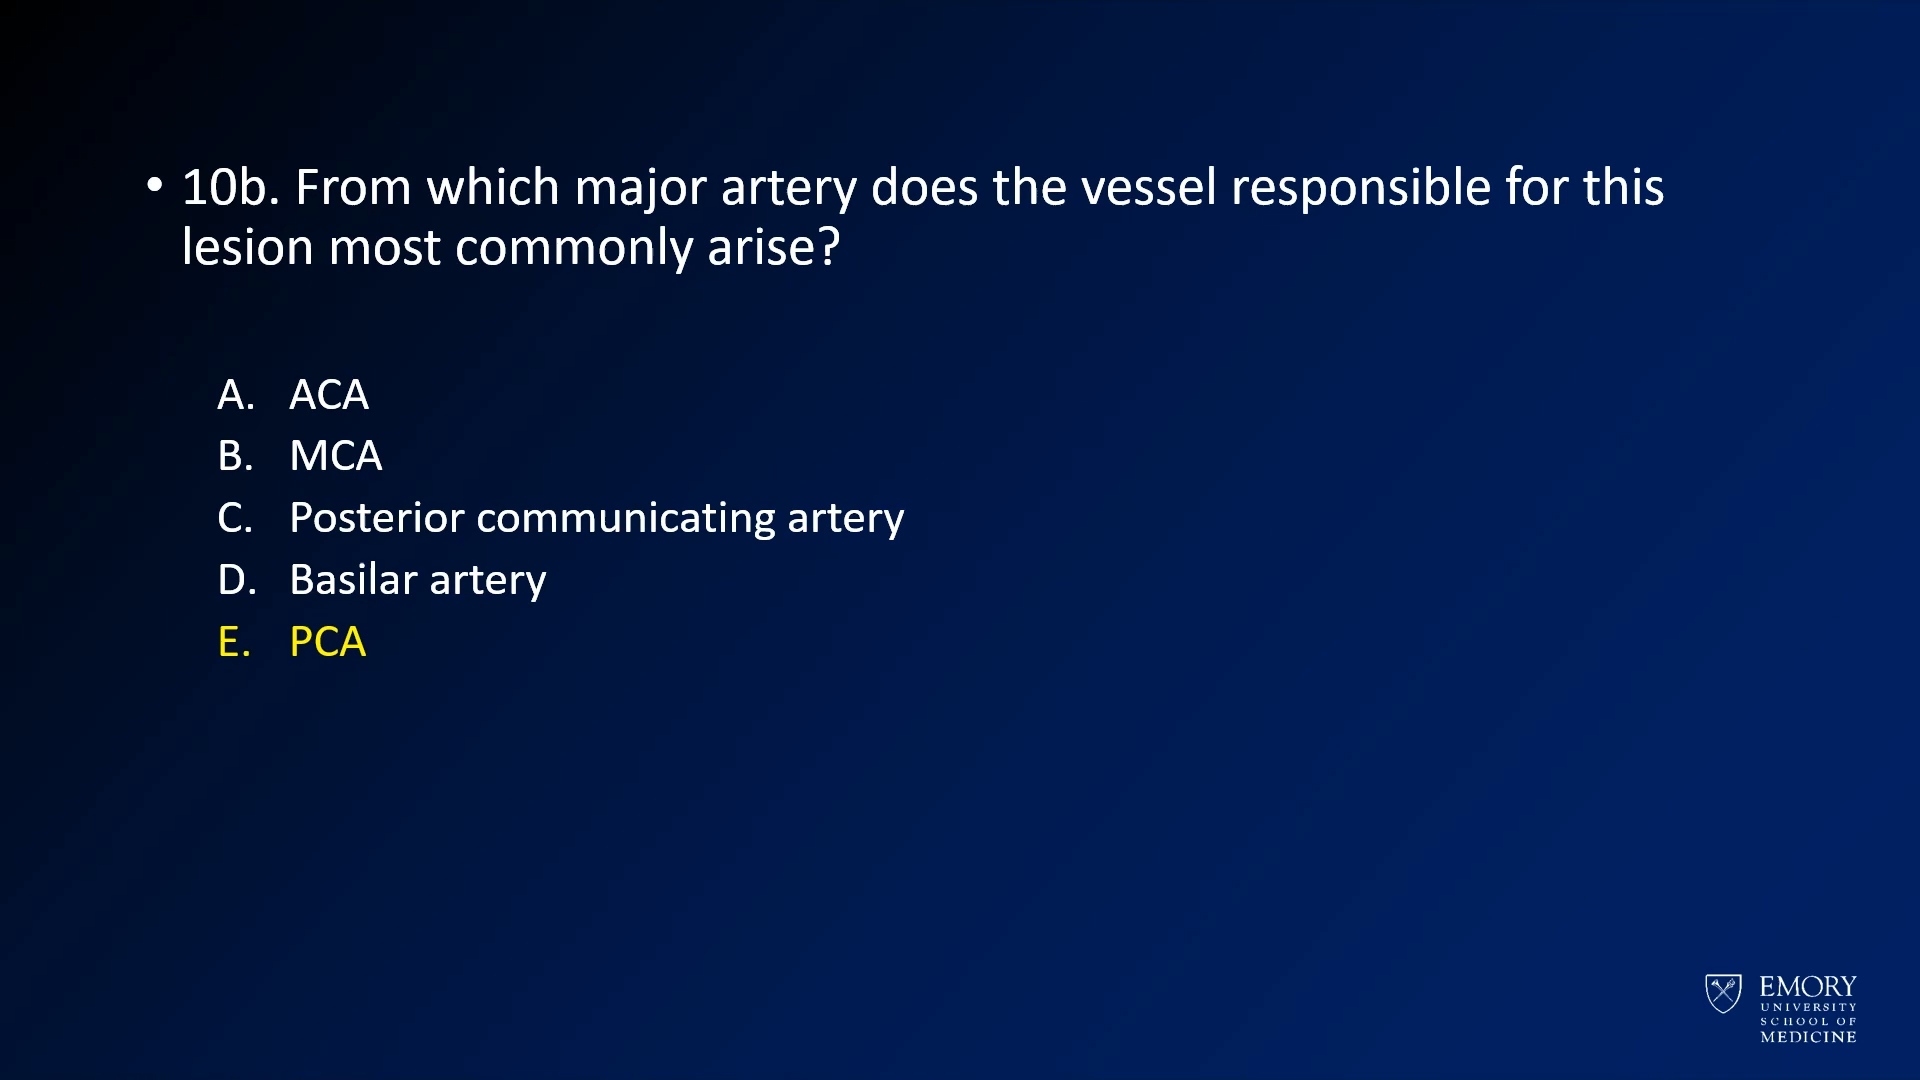 • 10b. From which major artery does the vessel responsible for this
lesion most commonly arise?
A. ACA
B. MCA
C. Posterior communicating artery
D. Basilar artery
E. PCA
EMORY
UNIVERSITY
SCHOOL OF
MEDICINE